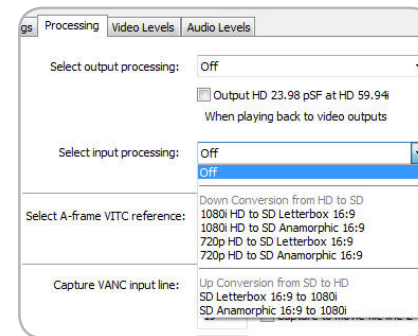 gs Processing Video Levels Audio Levels
Select output processing: Off
Output HD 23.98 pSF at HD 59.94i
When playing back to video outputs
Select input processing: Off
Off
Down Conversion from HD to SD
1080i HD to SD Letterbox 16:9
Select A-frame VITC reference: 1080i HD to SD Anamorphic 16:9
720p HD to SD Letterbox 16:9
720p HD to SD Anamorphic 16:9
Capture VANC input line: Up Conversion from SD to HD
SD Letterbox 16:9 to 1080i
SD Anamorphic 16:9 to 1080i